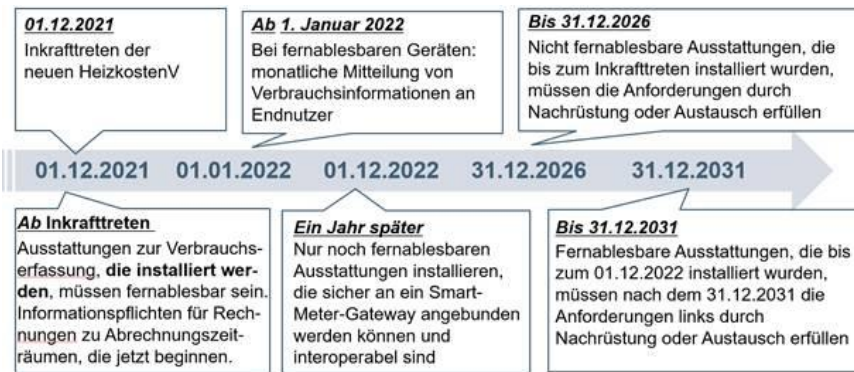 01.12.2021
Inkrafttreten der
neuen HeizkostenV
Ab 1. Januar 2022
Bei fernablesbaren Geräten:
monatliche Mitteilung von
Verbrauchsinformationen an
Endnutzer
Bis 31.12.2026
Nicht fernablesbare Ausstattungen, die
bis zum Inkrafttreten installiert wurden,
müssen die Anforderungen durch
Nachrüstung oder Austausch erfüllen
01.12.2021 01.01.2022 01.12.2022 31.12.2026 31.12.2031
Ab Inkrafttreten
Ausstattungen zur Verbrauchs-
erfassung, die installiert wer-
den, müssen fernablesbar sein.
Informationspflichten für Rech-
nungen zu Abrechnungszeit-
räumen, die jetzt beginnen.
Ein Jahr später
Nur noch fernablesbaren
Ausstattungen installieren,
die sicher an ein Smart-
Meter-Gateway angebunden
werden können und
interoperabel sind
Bis 31.12.2031
Fernablesbare Ausstattungen, die bis
zum 01.12.2022 installiert wurden,
müssen nach dem 31.12.2031 die
Anforderungen links durch
Nachrüstung oder Austausch erfüllen